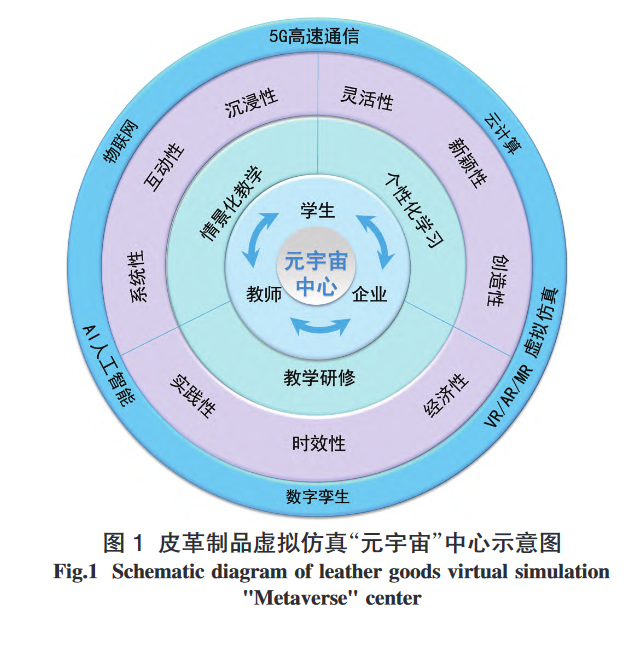 5G高速通信
物联网
云计算
沉浸性
灵活性
互动性
新颖性
系统性
创造性
情景化教学
个性化学习
学生
元宇宙
中心
教师
企业
教学研修
AI人工智能
VR/AR/MR 虚拟仿真
实践性
经济性
时效性
数字孪生
图 1 皮革制品虚拟仿真“元宇宙”中心示意图
Fig.1 Schematic diagram of leather goods virtual simulation
"Metaverse" center